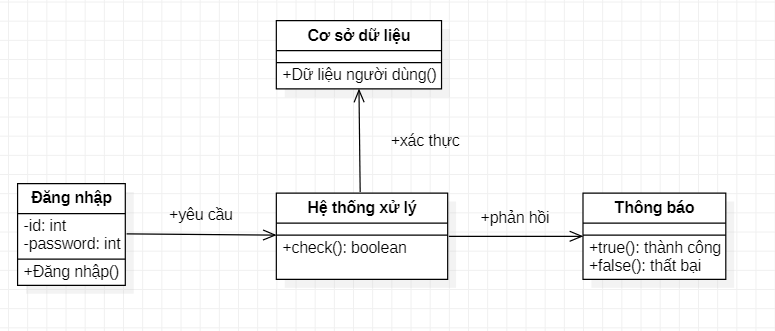 Cơ sở dữ liệu
+Dữ liệu người dùng()
+xác thực
Đăng nhập
-id: int
-password: int
+Đăng nhập()
+yêu cầu
Hệ thống xử lý
+check(): boolean
+phản hồi
Thông báo
+true(): thành công
+false(): thất bại